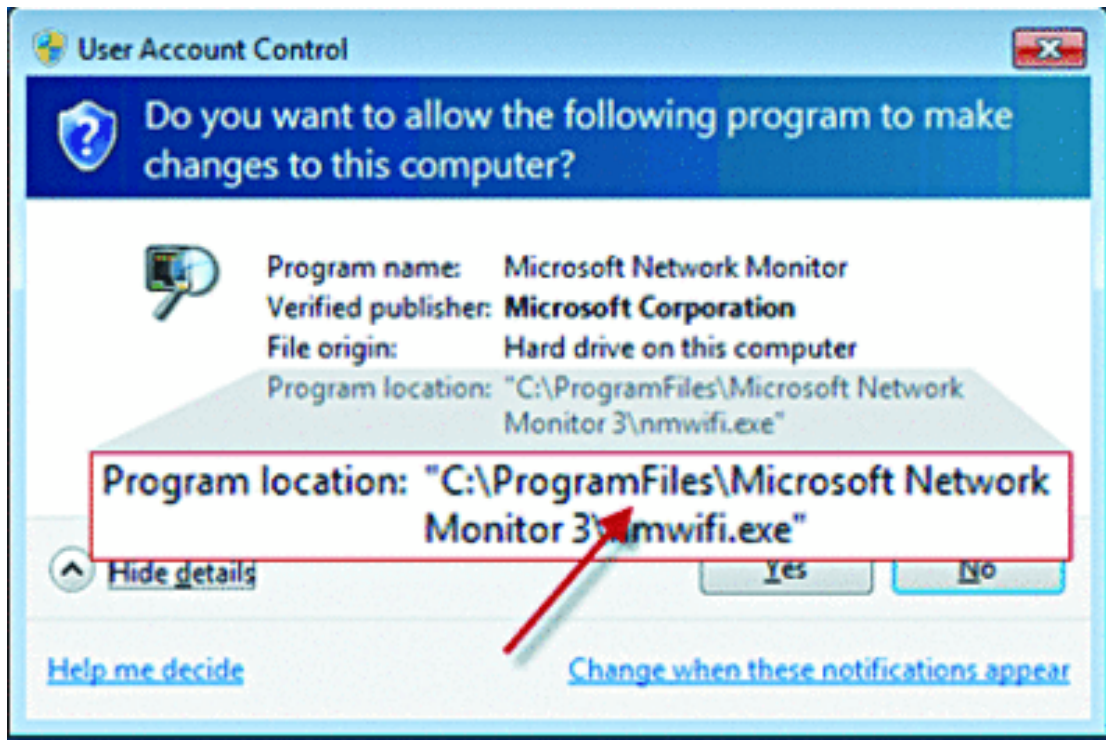 User Account Control
Do you want to allow the following program to make
changes to this computer?
Program name: Microsoft Network Monitor
Verified publisher: Microsoft Corporation
File origin: Hard drive on this computer
Program location: "C:\ProgramFiles\Microsoft Network
Monitor 3\nmwifi.exe"
Program location: "C:\ProgramFiles\Microsoft Network
Monitor 3\nmwifi.exe"
Hide details Yes No
Help me decide Change when these notifications appear